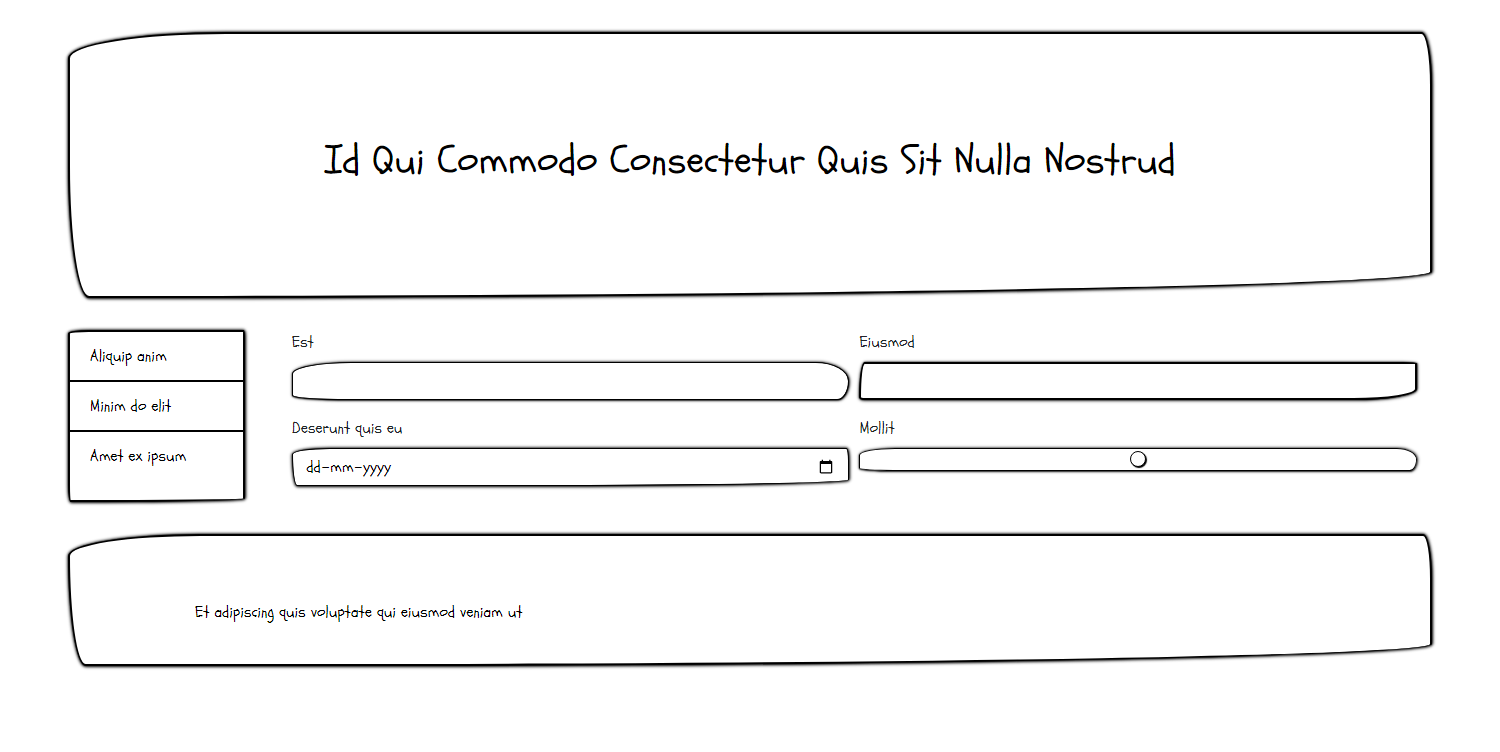 Id Qui Commodo Consectetur Quis Sit Nulla Nostrud
Aliquip anim
Minim do elit
Amet ex ipsum
Est
Eiusmod
Deserunt quis eu
dd-mm-yyyy
Mollit
Et adipiscing quis voluptate qui eiusmod veniam ut